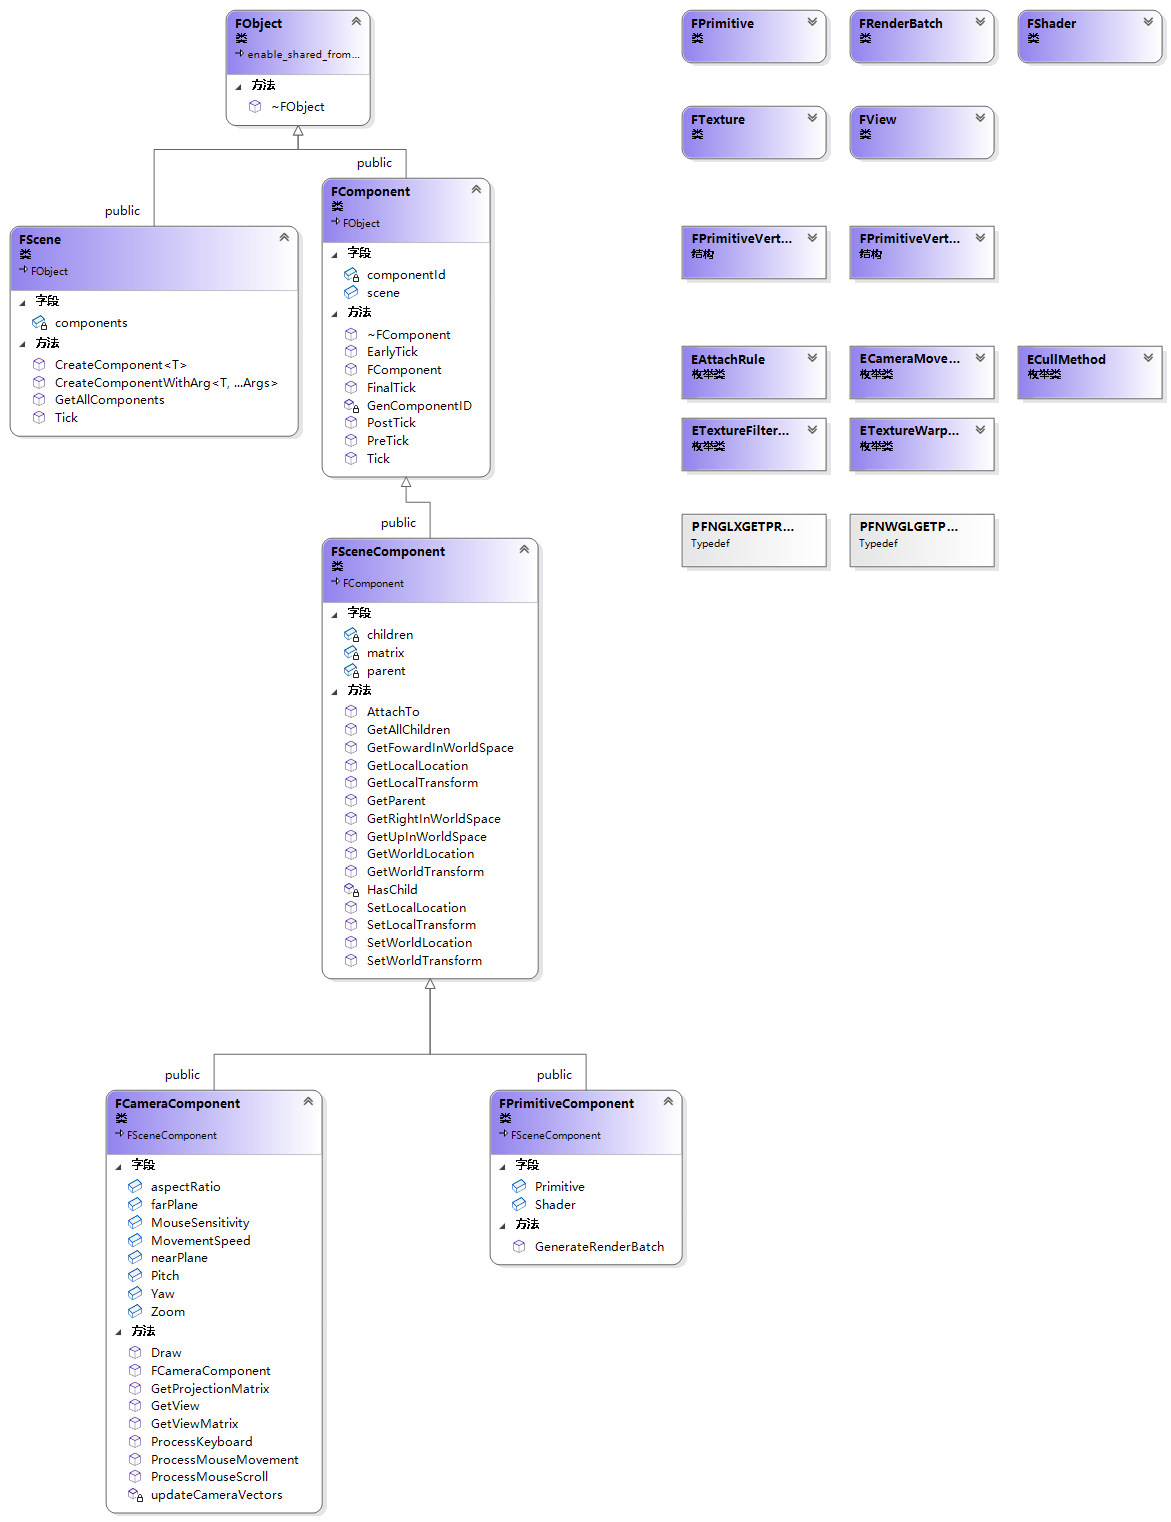 FObject
类
enable_shared_from...
方法
~FObject
public
public
FScene
类
FObject
字段
components
方法
CreateComponent<T>
CreateComponentWithArg<T, ...Args>
GetAllComponents
Tick
FComponent
类
FObject
字段
componentId
scene
方法
~FComponent
EarlyTick
FComponent
FinalTick
GenComponentID
PostTick
PreTick
Tick
public
FSceneComponent
类
FComponent
字段
children
matrix
parent
方法
AttachTo
GetAllChildren
GetFowardInWorldSpace
GetLocalLocation
GetLocalTransform
GetParent
GetRightInWorldSpace
GetUpInWorldSpace
GetWorldLocation
GetWorldTransform
HasChild
SetLocalLocation
SetLocalTransform
SetWorldLocation
SetWorldTransform
public
public
FCameraComponent
类
FSceneComponent
字段
aspectRatio
farPlane
MouseSensitivity
MovementSpeed
nearPlane
Pitch
Yaw
Zoom
方法
Draw
FCameraComponent
GetProjectionMatrix
GetView
GetViewMatrix
ProcessKeyboard
ProcessMouseMovement
ProcessMouseScroll
updateCameraVectors
FPrimitiveComponent
类
FSceneComponent
字段
Primitive
Shader
方法
GenerateRenderBatch
FPrimitive
类
FRenderBatch
类
FShader
类
FTexture
类
FView
类
FPrimitiveVert...
结构
FPrimitiveVert...
结构
EAttachRule
枚举类
ECameraMove...
枚举类
ECullMethod
枚举类
ETextureFilter...
枚举类
ETextureWarp...
枚举类
PFNGLXGETPR...
Typedef
PFNWGLGETP...
Typedef